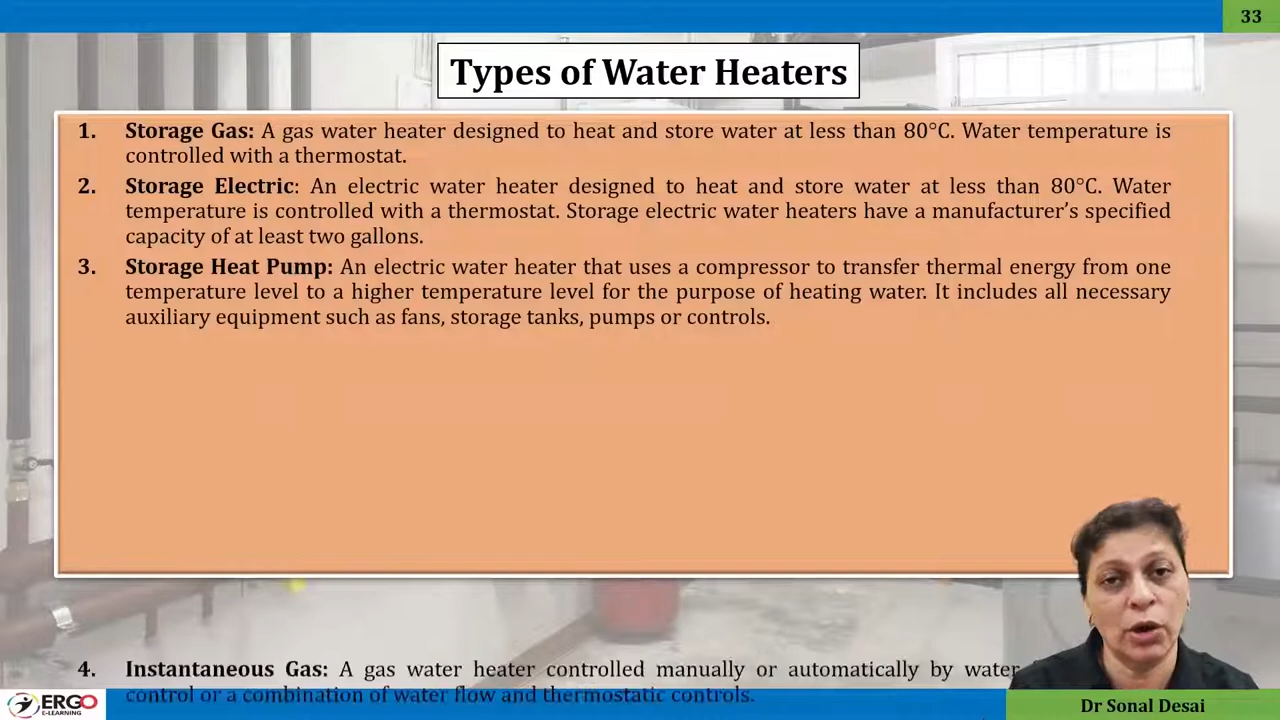 33
Types of Water Heaters
1. Storage Gas: A gas water heater designed to heat and store water at less than 80°C. Water temperature is
controlled with a thermostat.
2. Storage Electric: An electric water heater designed to heat and store water at less than 80°C. Water
temperature is controlled with a thermostat. Storage electric water heaters have a manufacturer’s specified
capacity of at least two gallons.
3. Storage Heat Pump: An electric water heater that uses a compressor to transfer thermal energy from one
temperature level to a higher temperature level for the purpose of heating water. It includes all necessary
auxiliary equipment such as fans, storage tanks, pumps or controls.
4. Instantaneous Gas: A gas water heater controlled manually or automatically by water
control or a combination of water flow and thermostatic controls.
ERGO
E-LEARNING
Dr Sonal Desai